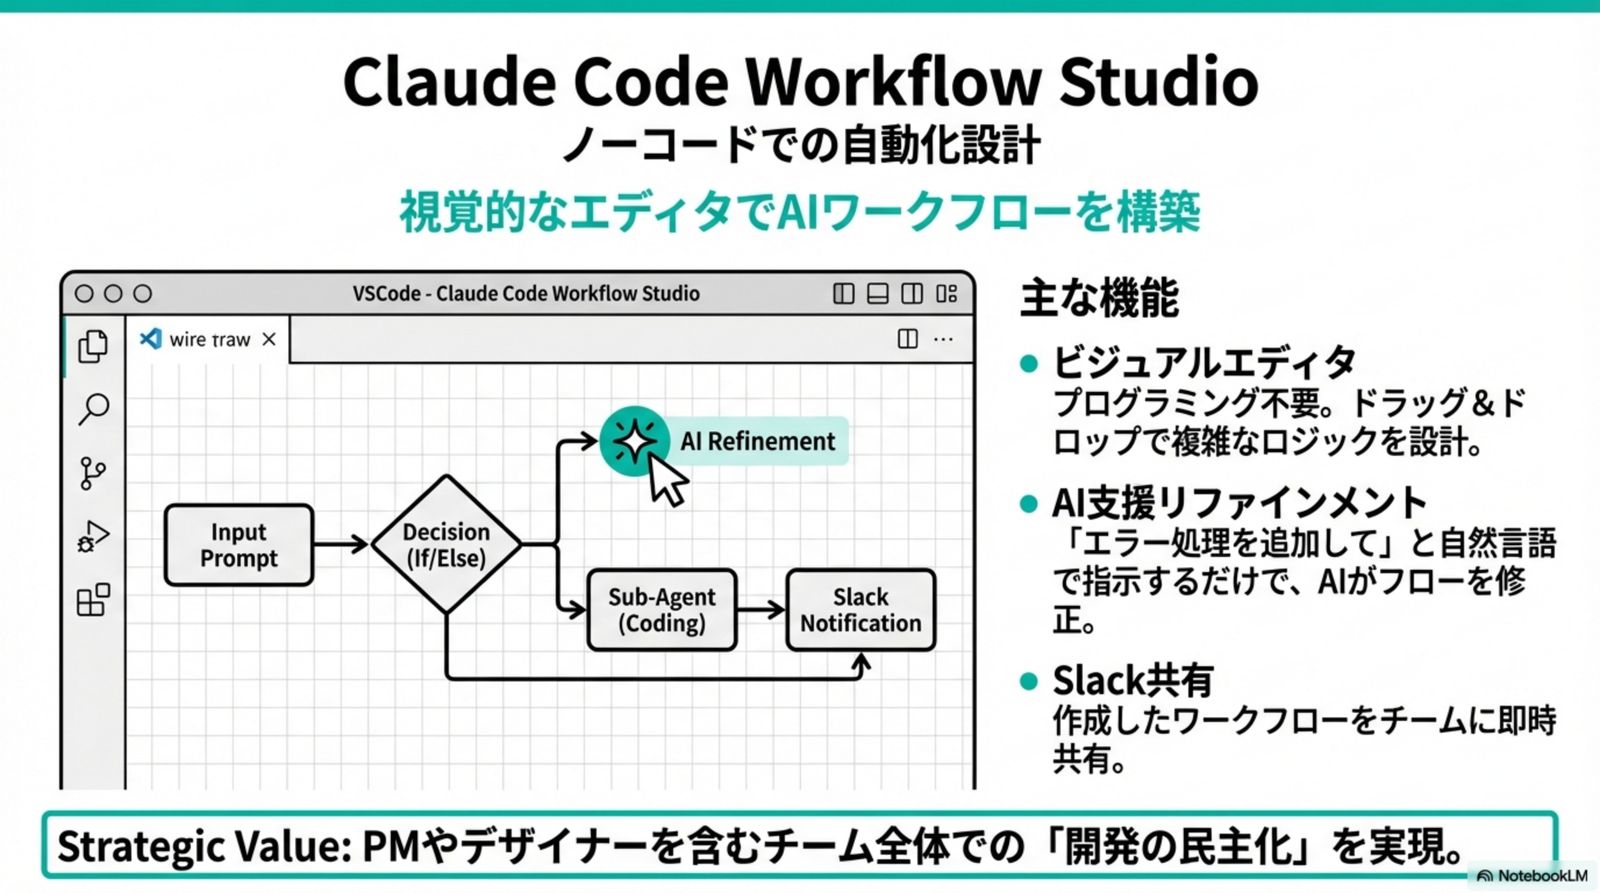 Claude Code Workflow Studio
ノーコードでの自動化設計
視覚的なエディタでAIワークフローを構築
VSCode - Claude Code Workflow Studio
wire тraw
AI Refinement
Input
Prompt
Decision
(If/Else)
Sub-Agent
(Coding)
Slack
Notification
主な機能
ビジュアルエディタ
プログラミング不要。ドラッグ＆ド
ロップで複雑なロジックを設計。
AI支援リファインメント
「エラー処理を追加して」と自然言語
で指示するだけで、AIがフローを修
正。
Slack共有
作成したワークフローをチームに即時
共有。
Strategic Value: PMやデザイナーを含むチーム全体での「開発の民主化」を実現。
NotebookLM